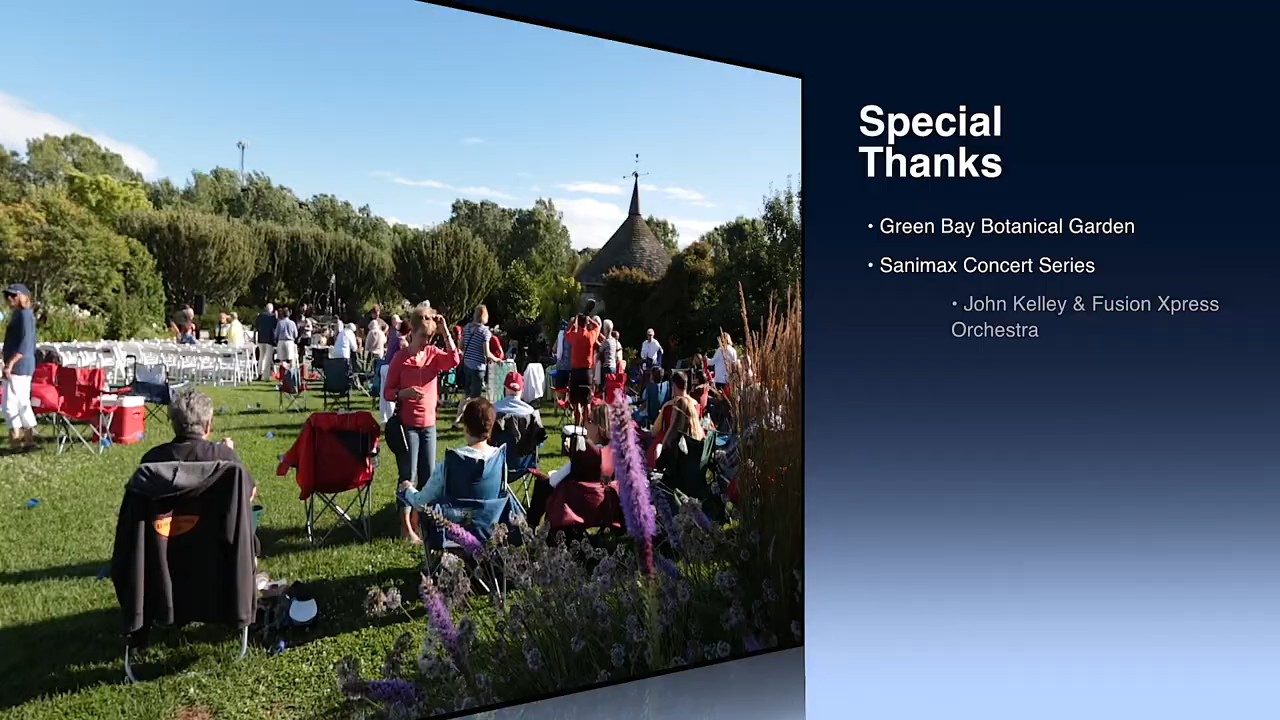 Special
Thanks
• Green Bay Botanical Garden
• Sanimax Concert Series
• John Kelley & Fusion Xpress
Orchestra